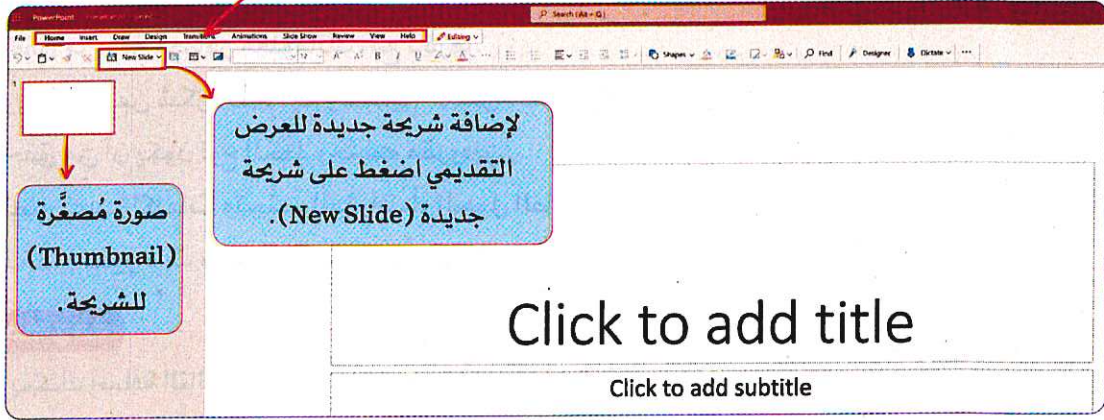 PowerPoint
Search (Alt + Q)
File Home Insert Draw Design Transitions Animations Slide Show Review View Help Editing
New Slide
Shapes
Find
Designer
Dictate
1
لإضافة شريحة جديدة للعرض
التقديمي اضغط على شريحة
جديدة (New Slide).
صورة مُصغَّرة
(Thumbnail)
للشريحة.
Click to add title
Click to add subtitle